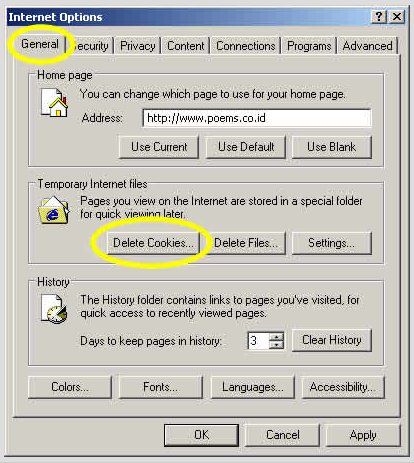 Internet Options
General Security Privacy Content Connections Programs Advanced
Home page
You can change which page to use for your home page.
Address: http://www.poems.co.id
Use Current Use Default Use Blank
Temporary Internet files
Pages you view on the Internet are stored in a special folder
for quick viewing later.
Delete Cookies... Delete Files... Settings...
History
The History folder contains links to pages you've visited, for
quick access to recently viewed pages.
Days to keep pages in history: 3 Clear History
Colors... Fonts... Languages... Accessibility...
OK Cancel Apply